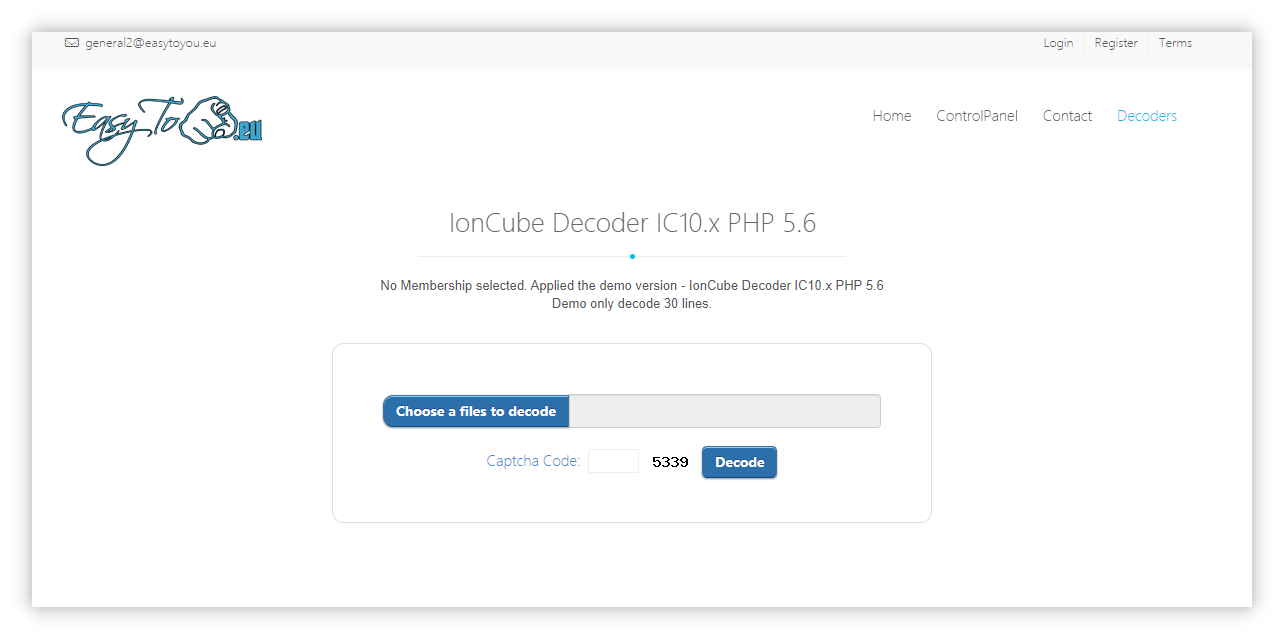 general2@easytoyou.eu
Login Register Terms
EasyTo .eu
Home ControlPanel Contact Decoders
IonCube Decoder IC10.x PHP 5.6
No Membership selected. Applied the demo version - IonCube Decoder IC10.x PHP 5.6
Demo only decode 30 lines.
Choose a files to decode
Captcha Code: 5339 Decode